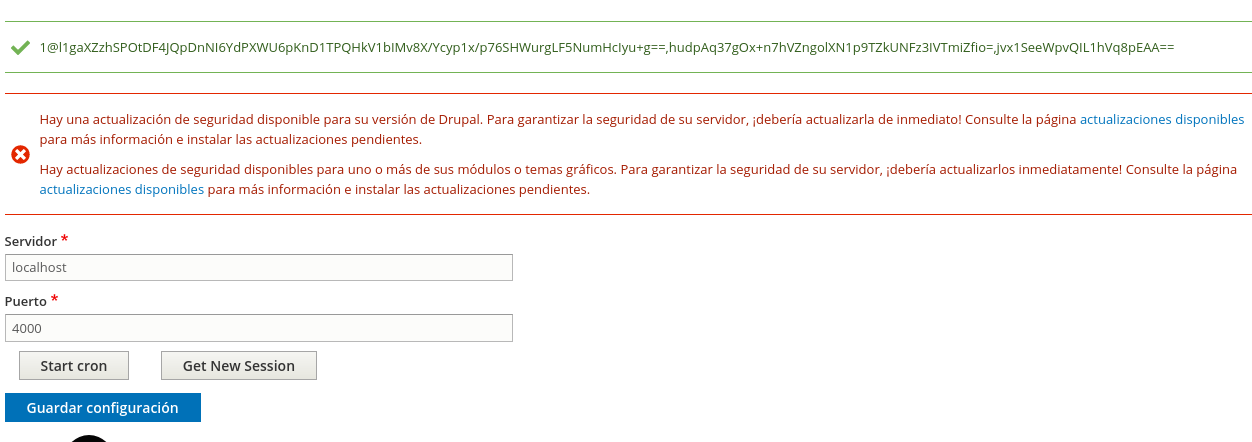 1@l1gaXZzhSPOtDF4JQpDnNI6YdPXWU6pKnD1TPQHkV1bIMv8X/Ycyp1x/p76SHWurgLF5NumHcIyu+g==,hudpAq37gOx+n7hVZngolXN1p9TZkUNFz3IVTmiZfio=,jvx1SeeWpvQIL1hVq8pEAA==
Hay una actualización de seguridad disponible para su versión de Drupal. Para garantizar la seguridad de su servidor, ¡debería actualizarla de inmediato! Consulte la página actualizaciones disponibles
para más información e instalar las actualizaciones pendientes.
Hay actualizaciones de seguridad disponibles para uno o más de sus módulos o temas gráficos. Para garantizar la seguridad de su servidor, ¡debería actualizarlos inmediatamente! Consulte la página
actualizaciones disponibles para más información e instalar las actualizaciones pendientes.
Servidor *
localhost
Puerto *
4000
Start cron Get New Session
Guardar configuración